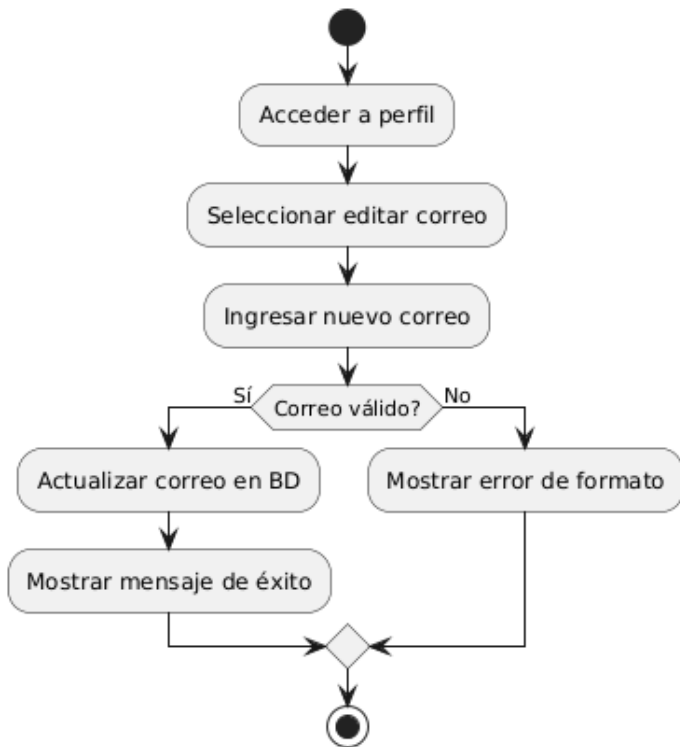 Acceder a perfil
Seleccionar editar correo
Ingresar nuevo correo
Sí
Correo válido?
No
Actualizar correo en BD
Mostrar error de formato
Mostrar mensaje de éxito